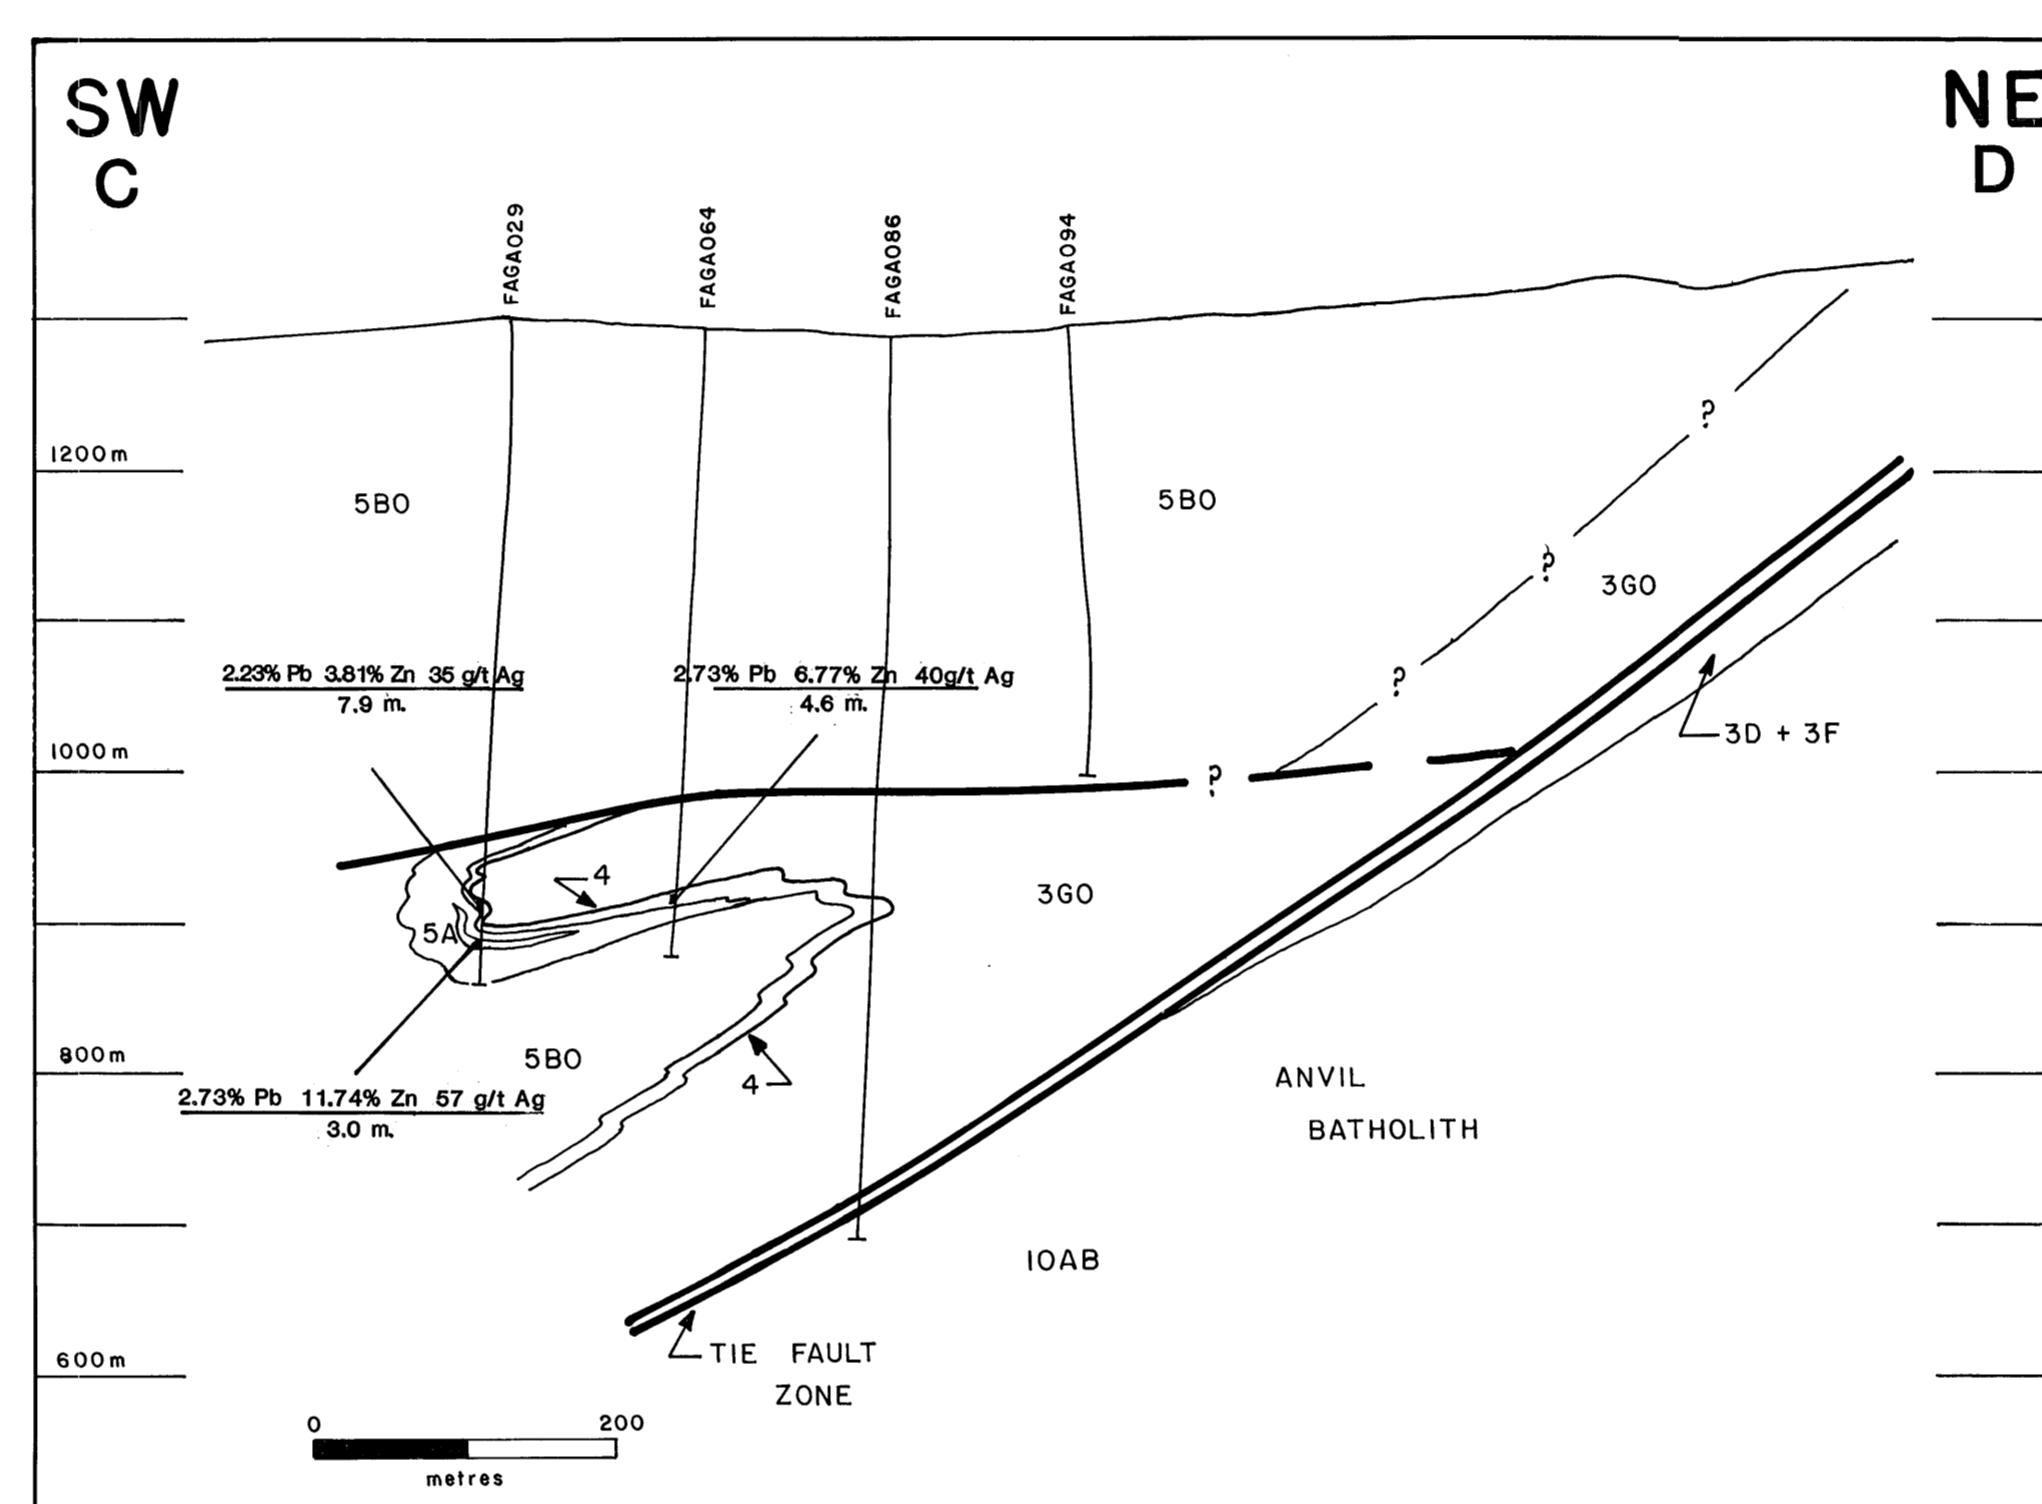 SW
NE
C
D
FAGA029
FAGA064
FAGA086
FAGA094
1200m
5BO
5BO
?
?
3GO
2.23% Pb 3.81% Zn 35 g/t Ag
7.9 m.
2.73% Pb 6.77% Zn 40g/t Ag
4.6 m.
?
3D + 3F
1000m
?
4
3GO
5A
800m
5BO
4
ANVIL
BATHOLITH
2.73% Pb 11.74% Zn 57 g/t Ag
3.0 m.
10AB
600m
TIE FAULT
ZONE
0 200
metres